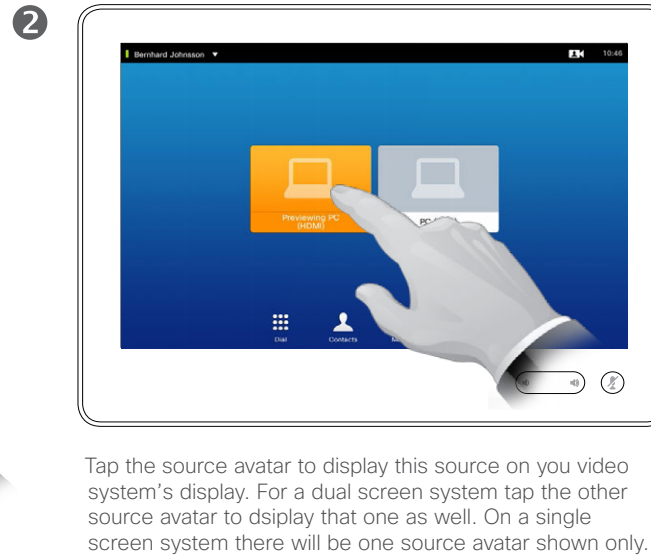 2
Bernhard Johnsson
10:46
Previewing PC
(HDMI)
PC
Dial
Contacts
Tap the source avatar to display this source on you video
system’s display. For a dual screen system tap the other
source avatar to dsiplay that one as well. On a single
screen system there will be one source avatar shown only.